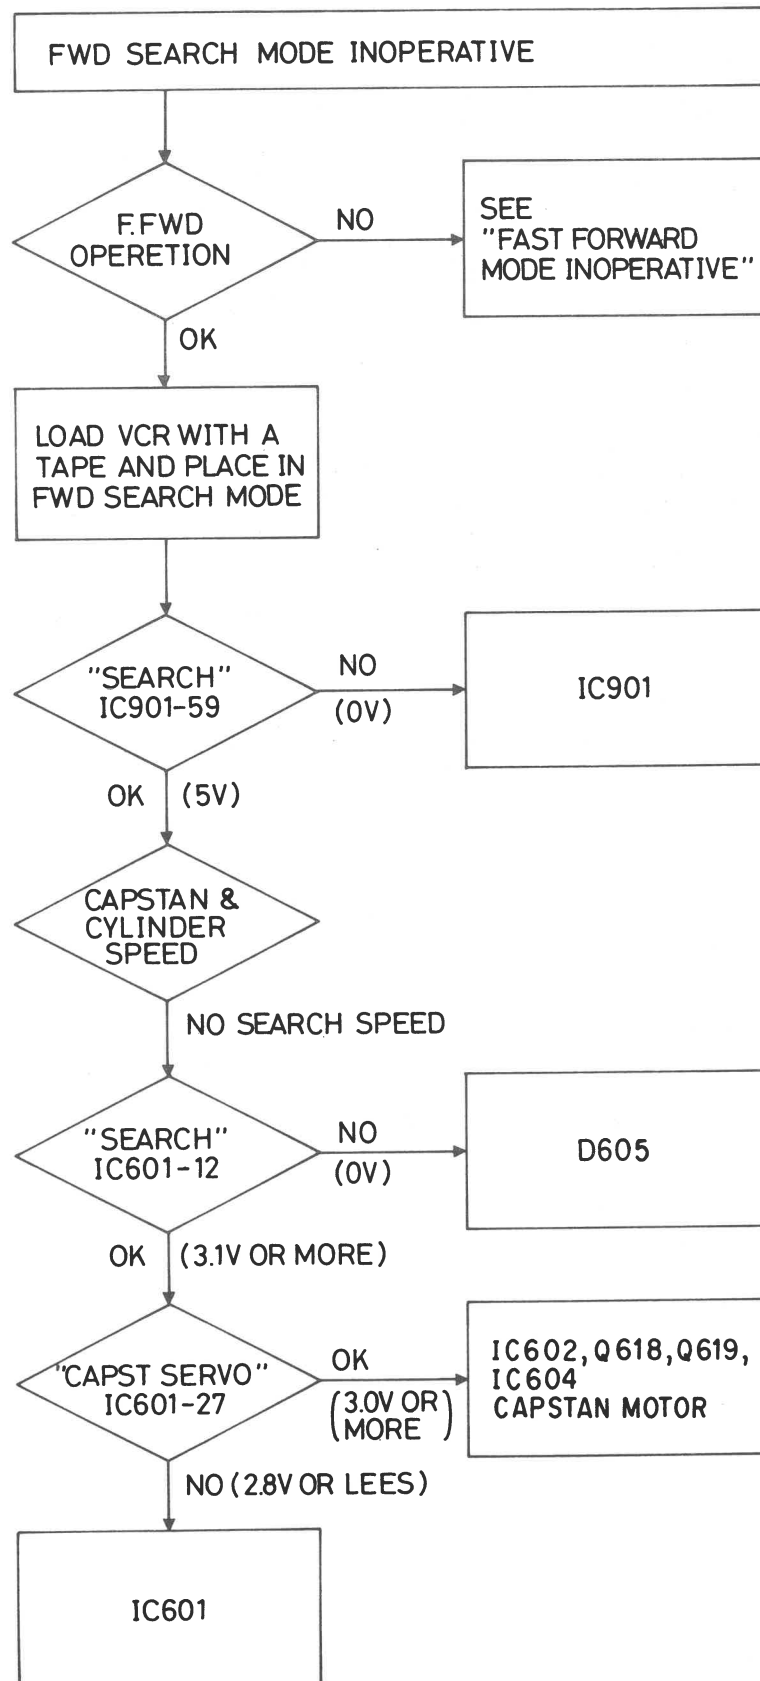 FWD SEARCH MODE INOPERATIVE
F.FWD
OPERETION
NO
SEE
"FAST FORWARD
MODE INOPERATIVE"
OK
LOAD VCR WITH A
TAPE AND PLACE IN
FWD SEARCH MODE
"SEARCH"
IC901-59
NO
(0V)
IC901
OK (5V)
CAPSTAN &
CYLINDER
SPEED
NO SEARCH SPEED
"SEARCH"
IC601-12
NO
(0V)
D605
OK (3.1V OR MORE)
"CAPST SERVO"
IC601-27
OK
(3.0V OR
MORE)
IC602,Q618,Q619,
IC604
CAPSTAN MOTOR
NO (2.8V OR LEES)
IC601